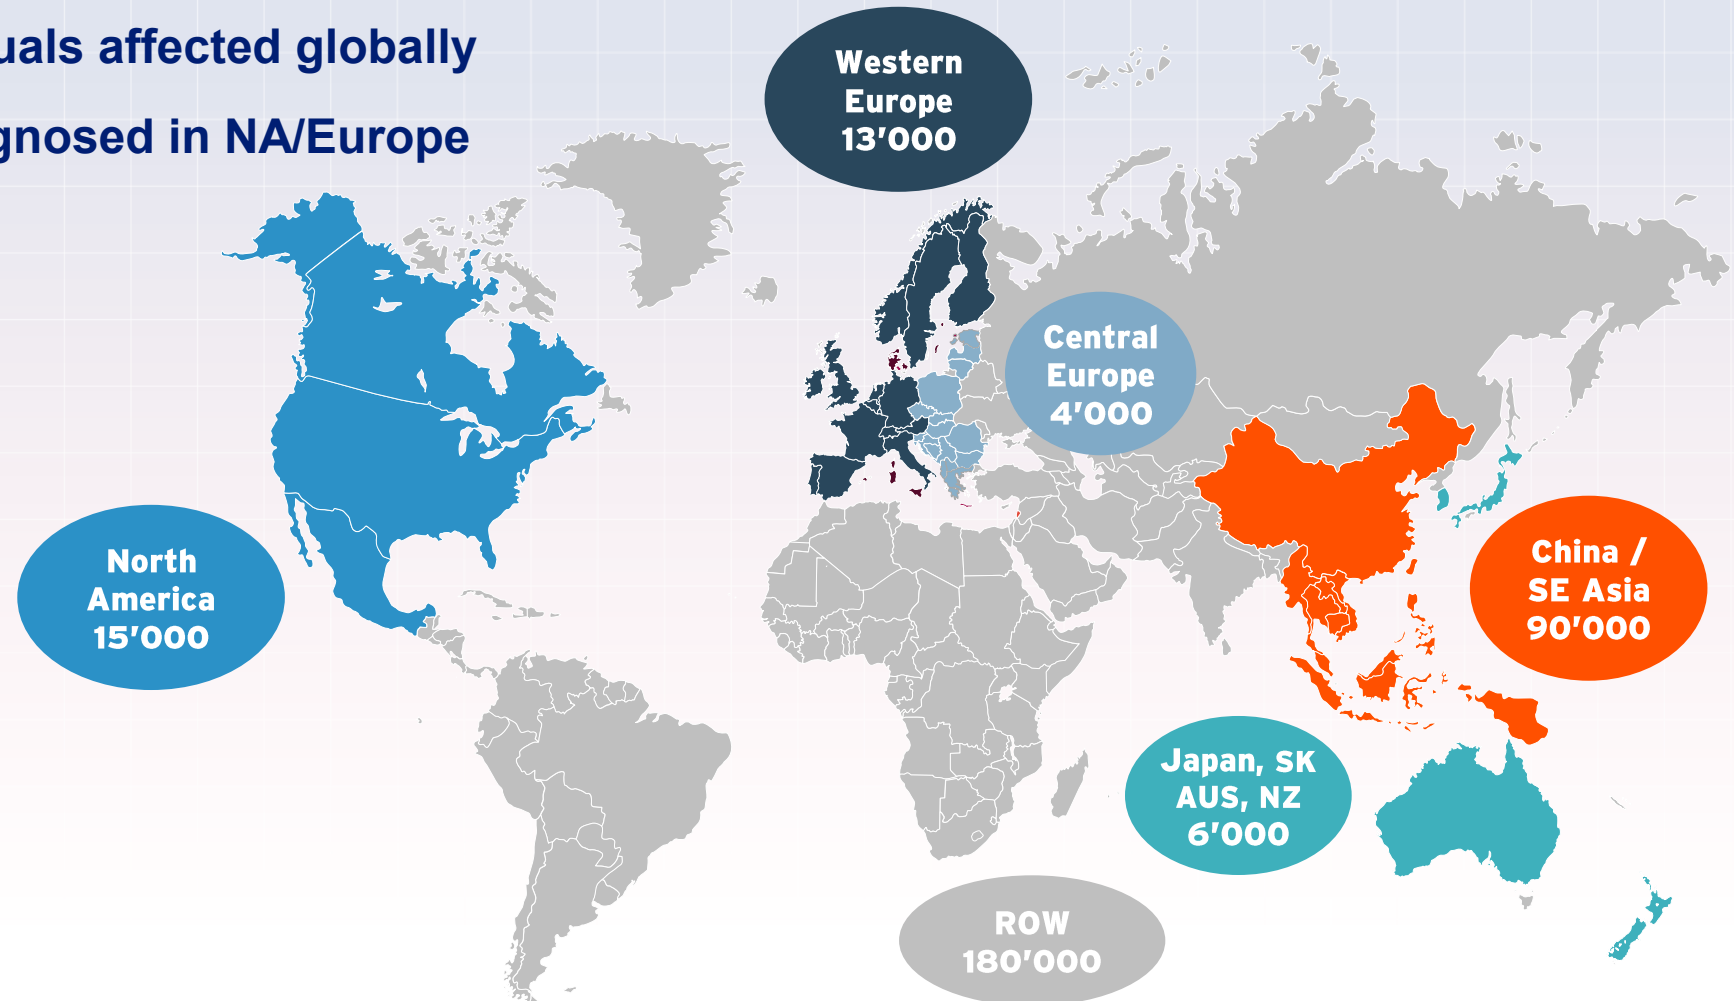 uals affected globally
gnosed in NA/Europe
Western
Europe
13'000
Central
Europe
4'000
North
America
15'000
China /
SE Asia
90'000
Japan, SK
AUS, NZ
6'000
ROW
180'000